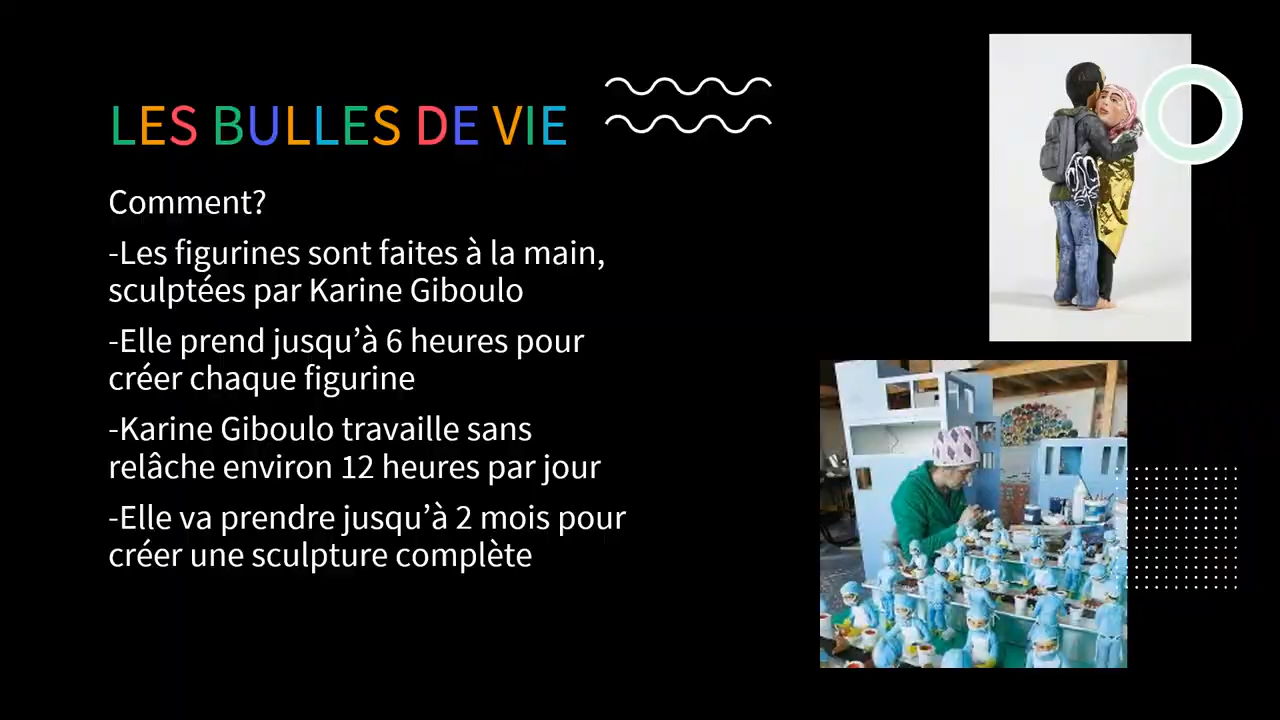 LES BULLES DE VIE
Comment?
-Les figurines sont faites à la main,
sculptées par Karine Giboulo
-Elle prend jusqu’à 6 heures pour
créer chaque figurine
-Karine Giboulo travaille sans
relâche environ 12 heures par jour
-Elle va prendre jusqu’à 2 mois pour
créer une sculpture complète